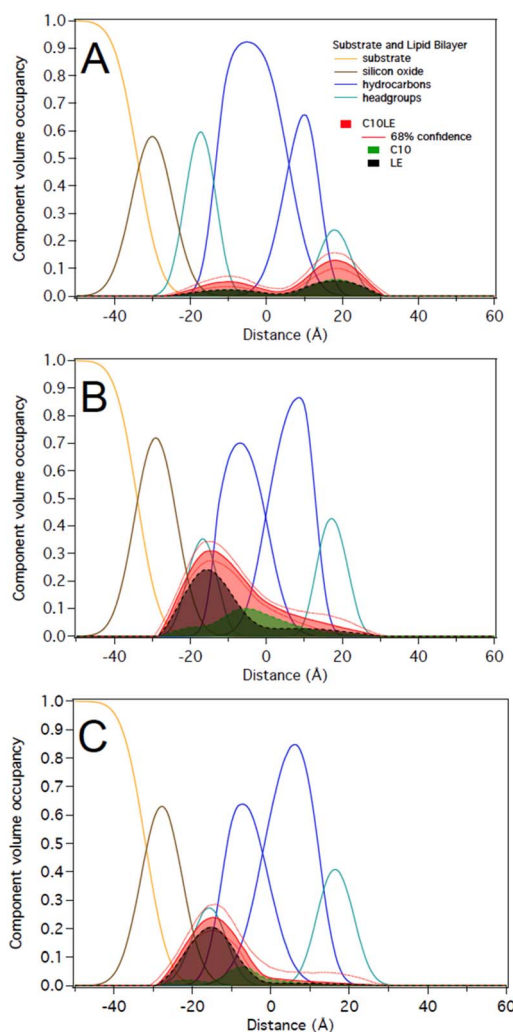 A
Substrate and Lipid Bilayer
substrate
silicon oxide
hydrocarbons
headgroups
C10LE
68% confidence
C10
LE
Component volume occupancy
1.0
0.9
0.8
0.7
0.6
0.5
0.4
0.3
0.2
0.1
0.0
-40 -20 0 20 40 60
Distance (Å)
B
Component volume occupancy
1.0
0.9
0.8
0.7
0.6
0.5
0.4
0.3
0.2
0.1
0.0
-40 -20 0 20 40 60
Distance (Å)
C
Component volume occupancy
1.0
0.9
0.8
0.7
0.6
0.5
0.4
0.3
0.2
0.1
0.0
-40 -20 0 20 40 60
Distance (Å)